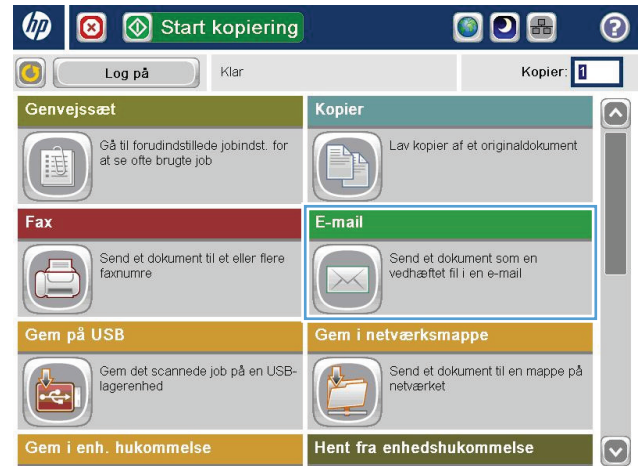 hp
Start kopiering
?
Log på
Klar
Kopier: 1
Genvejssæt
Gå til forudindstillede jobindst. for
at se ofte brugte job
Kopier
Lav kopier af et originaldokument
Fax
Send et dokument til et eller flere
faxnumre
E-mail
Send et dokument som en
vedhæftet fil i en e-mail
Gem på USB
Gem det scannede job på en USB-
lagerenhed
Gem i netværksmappe
Send et dokument til en mappe på
netværket
Gem i enh. hukommelse
Hent fra enhedshukommelse